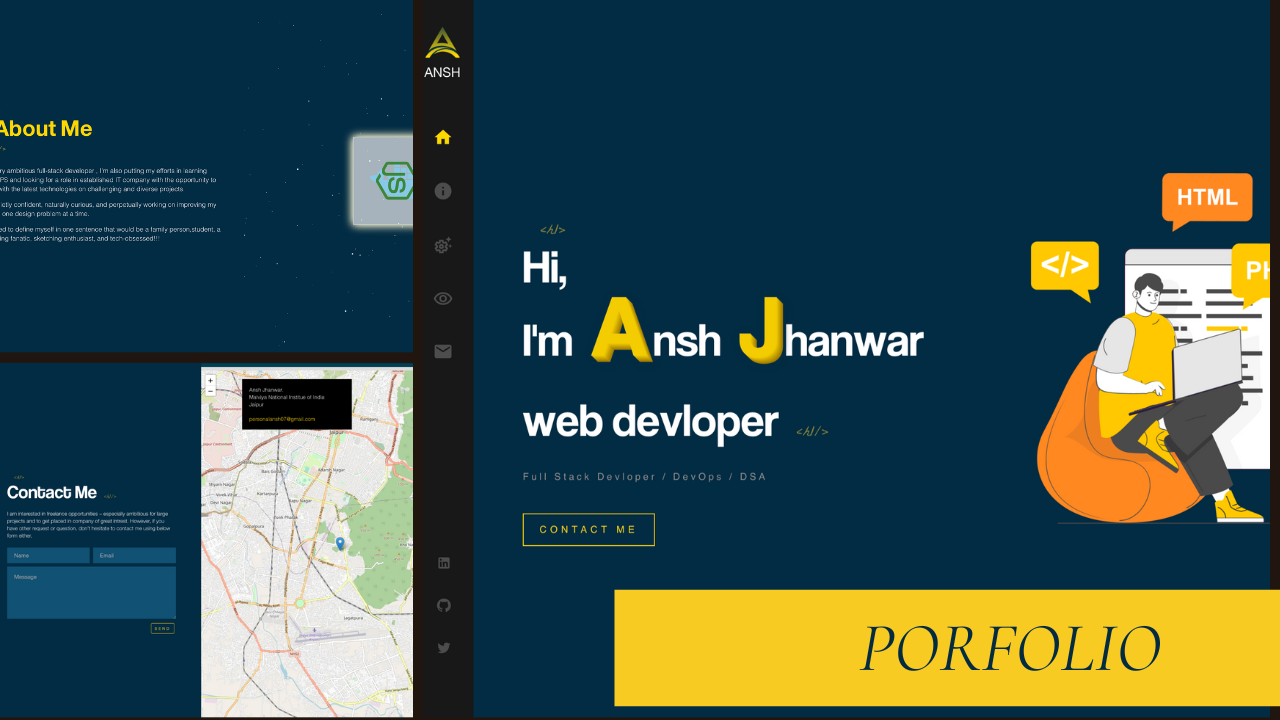 About Me
ry ambitious full-stack developer . I'm also putting my efforts in learning
PS and looking for a role in established IT company with the opportunity to
with the latest technologies on challenging and diverse projects
ietly confident, naturally curious, and perpetually working on improving my
one design problem at a time.
ed to define myself in one sentence that would be a family person,student, a
ing fanatic, sketching enthusiast, and tech-obsessed!!!
JS
Contact Me
I am interested in freelance opportunities – especially ambitious for large
projects and to get placed in company of great intrest. However, if you
have other request or question, don't hesitate to contact me using below
form either.
Name
Email
Message
SEND
+
−
Ansh Jhanwar,
Malviya National Institue of India
Jaipur
personalansh07@gmail.com
Jagatpura
ANSH
<h1>
Hi,
I'm Ansh Jhanwar
web devloper
<h1/>
Full Stack Devloper / DevOps / DSA
CONTACT ME
HTML
</>
PH
PORFOLIO